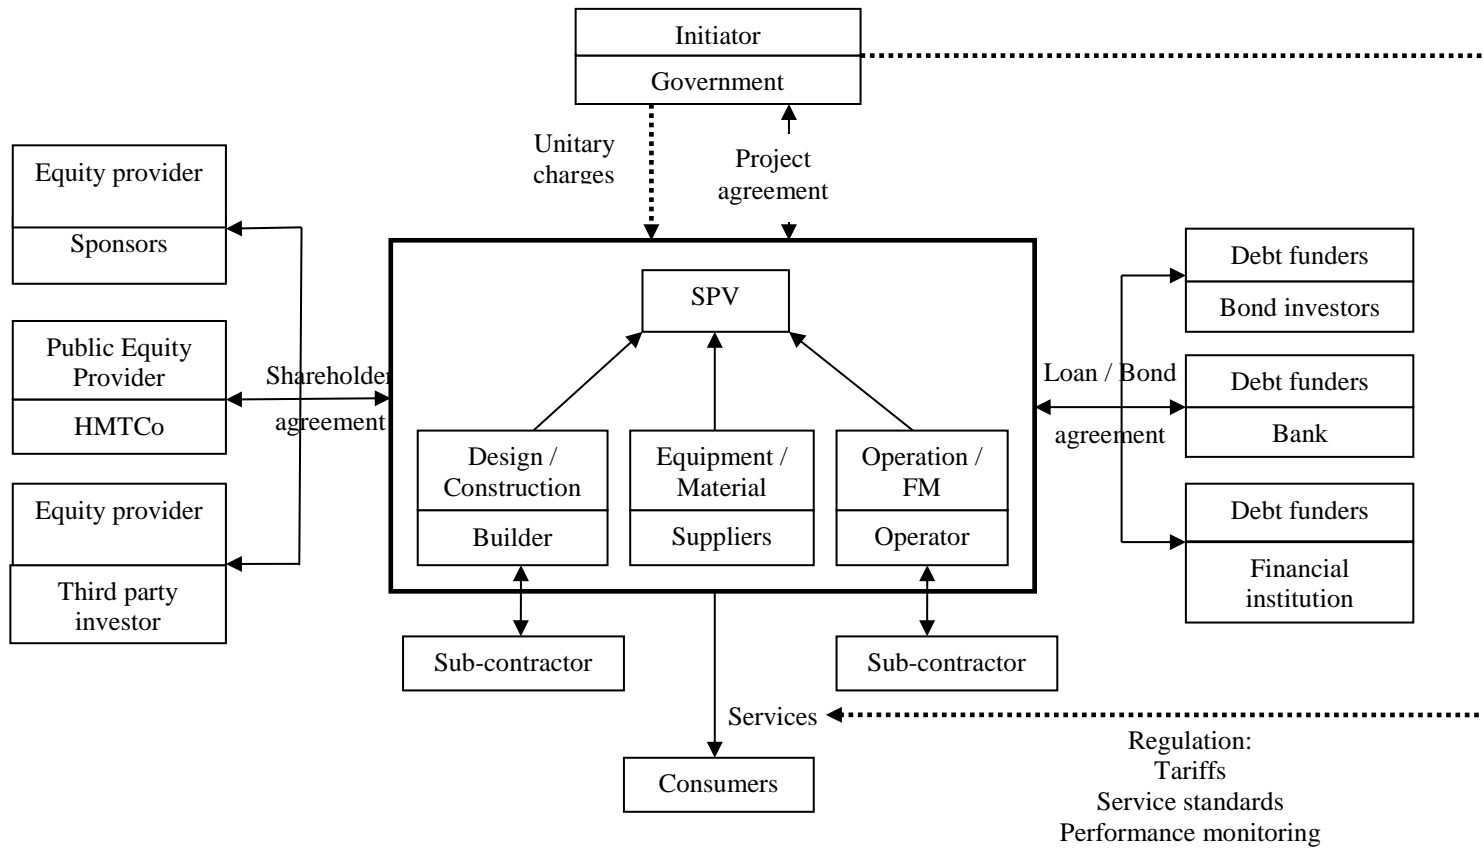 Initiator
Government
Unitary
charges
Project
agreement
Equity provider
Sponsors
Public Equity
Provider
HMTCo
Equity provider
Third party
investor
Shareholder
agreement
SPV
Design /
Construction
Builder
Equipment /
Material
Suppliers
Operation /
FM
Operator
Loan / Bond
agreement
Debt funders
Bond investors
Debt funders
Bank
Debt funders
Financial
institution
Sub-contractor
Sub-contractor
Services
Consumers
Regulation:
Tariffs
Service standards
Performance monitoring